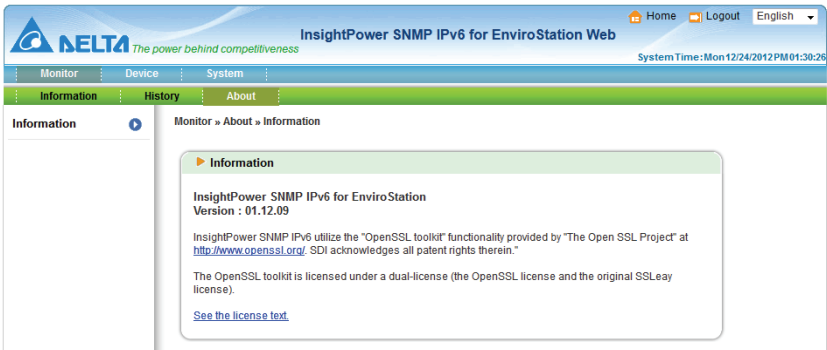 Home Logout English
DELTA The power behind competitiveness
InsightPower SNMP IPv6 for EnviroStation Web
System Time : Mon 12/24/2012 PM 01:30:26
Monitor Device System
Information History About
Information
Monitor » About » Information
Information
InsightPower SNMP IPv6 for EnviroStation
Version : 01.12.09
InsightPower SNMP IPv6 utilize the "OpenSSL toolkit" functionality provided by "The Open SSL Project" at
http://www.openssl.org/. SDI acknowledges all patent rights therein."
The OpenSSL toolkit is licensed under a dual-license (the OpenSSL license and the original SSLeay
license).
See the license text.